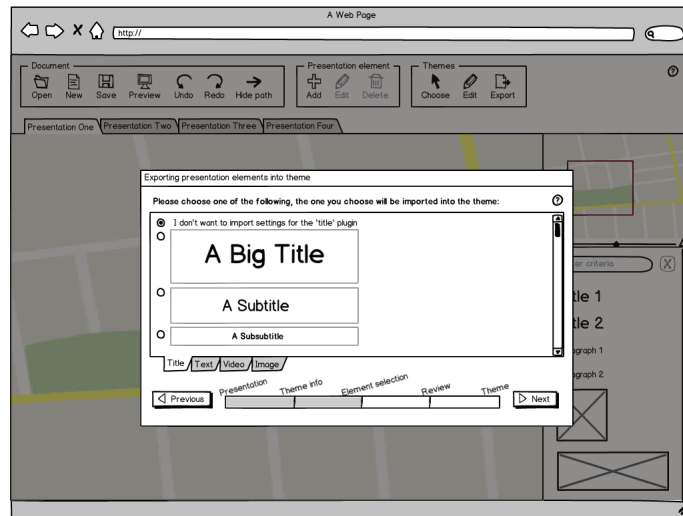 A Web Page
http://
Document
Presentation element
Themes
Open New Save Preview Undo Redo Hide path
Add Edit Delete
Choose Edit Export
?
Presentation One Presentation Two Presentation Three Presentation Four
Exporting presentation elements into theme
Please choose one of the following, the one you choose will be imported into the theme:
?
I don't want to import settings for the 'title' plugin
A Big Title
A Subtitle
A Subsubtitle
Title Text Video Image
Previous
Presentation Theme info Element selection Review Theme
Next
er criteria
X
tle 1
tle 2
agraph 1
agraph 2